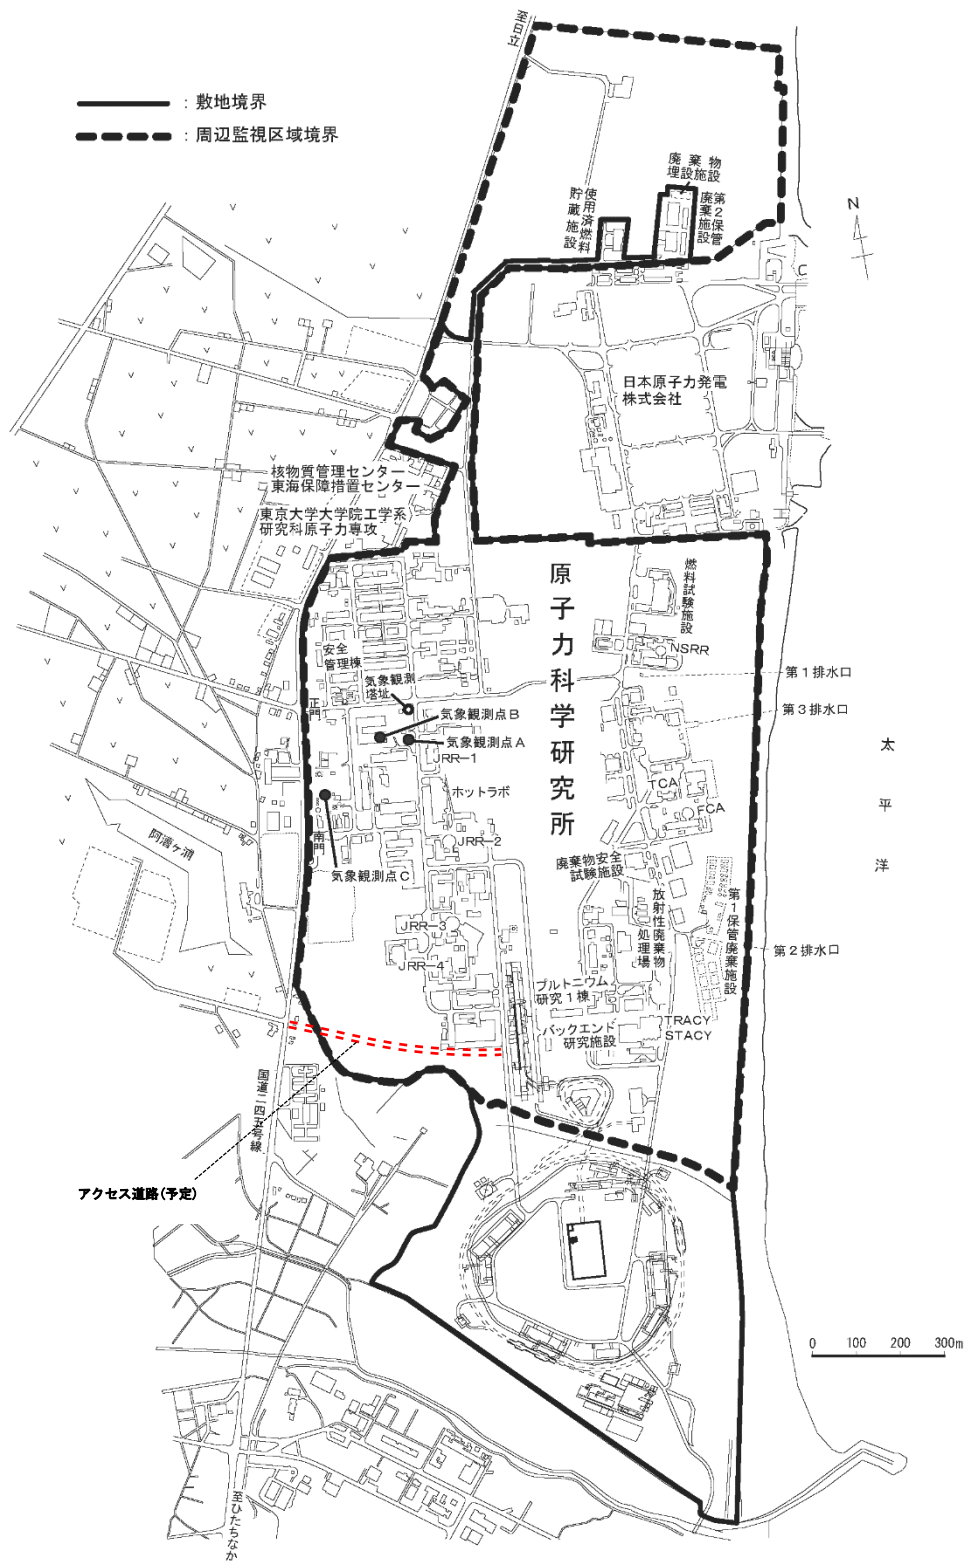 至日立
：敷地境界
：周辺監視区域境界
廃棄物
埋設施設
使用済燃料
貯蔵施設
第2保管
廃棄施設
N
C
日本原子力発電
株式会社
核物質管理センター
東海保障措置センター
東京大学大学院工学系
研究科原子力専攻
原子力科学研究所
燃料試験施設
安全
管理棟
NSRR
気象観測
塔址
第1排水口
正門
気象観測点B
第3排水口
気象観測点A
JRR-1
太平洋
TCA
ホットラボ
FCA
南門
JRR-2
阿漕ヶ浦
廃棄物安全
試験施設
気象観測点C
放射性廃棄物
処理場
第1保管廃棄施設
JRR-3
第2排水口
JRR-4
プルトニウム
研究1棟
TRACY
STACY
バックエンド
研究施設
国道二四五号線
アクセス道路(予定)
0 100 200 300m
至ひたちなか